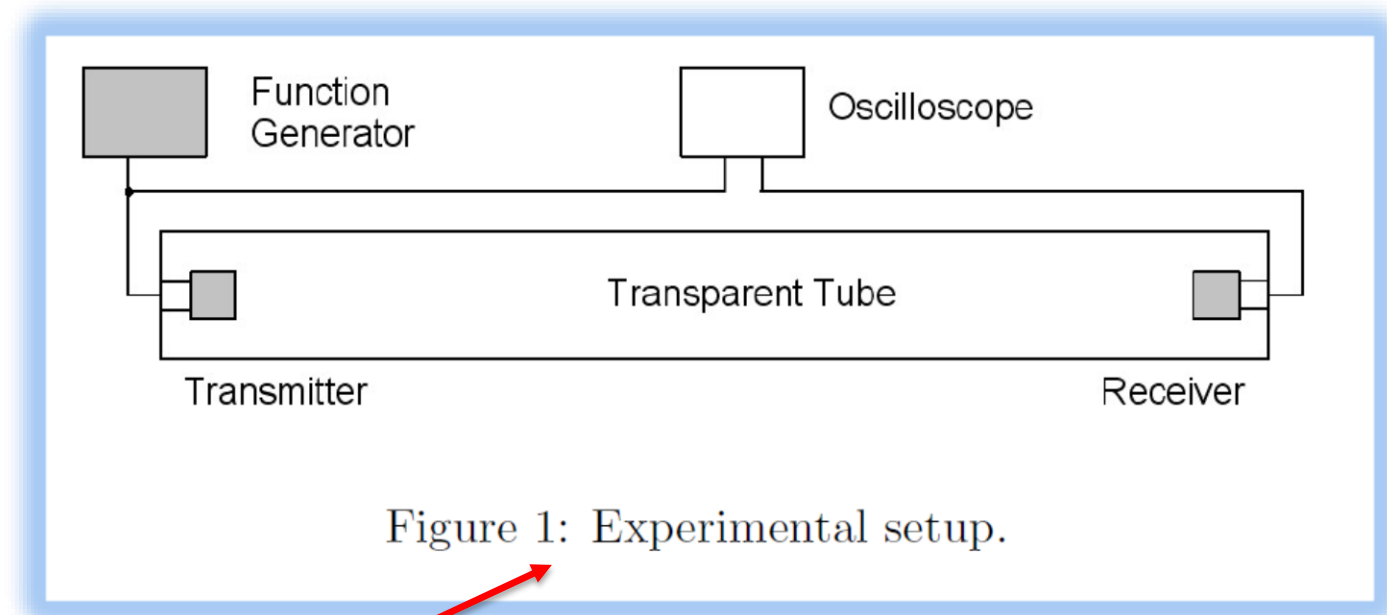 Function
Generator
Oscilloscope
Transparent Tube
Transmitter
Receiver
Figure 1: Experimental setup.